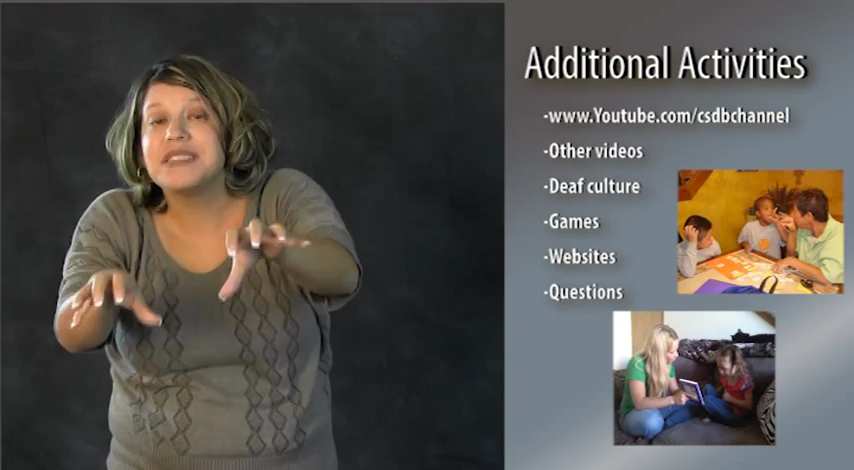 Additional Activities
-www.Youtube.com/csdbchannel
-Other videos
-Deaf culture
-Games
-Websites
-Questions